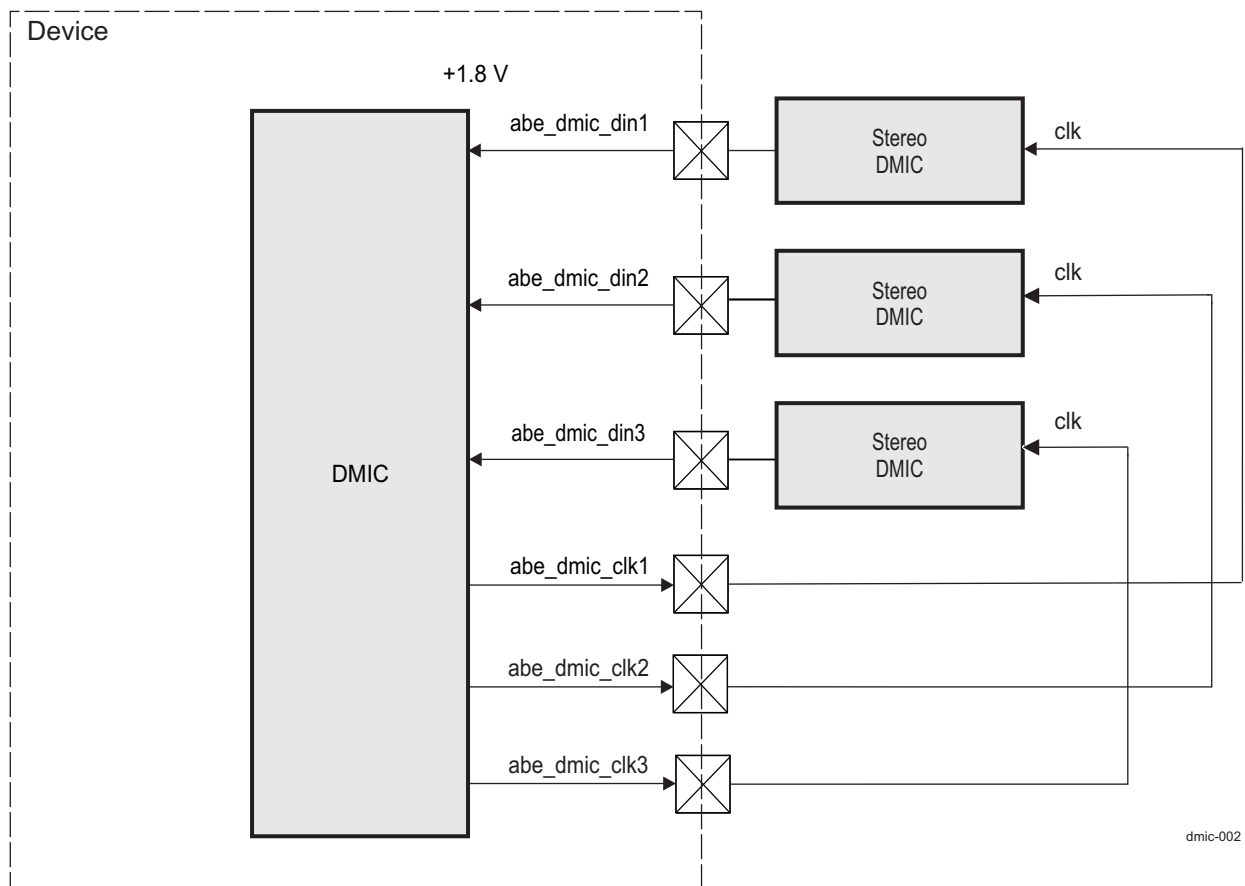 Device
+1.8 V
abe_dmic_din1
Stereo
DMIC
clk
abe_dmic_din2
Stereo
DMIC
clk
abe_dmic_din3
Stereo
DMIC
clk
DMIC
abe_dmic_clk1
abe_dmic_clk2
abe_dmic_clk3
dmic-002